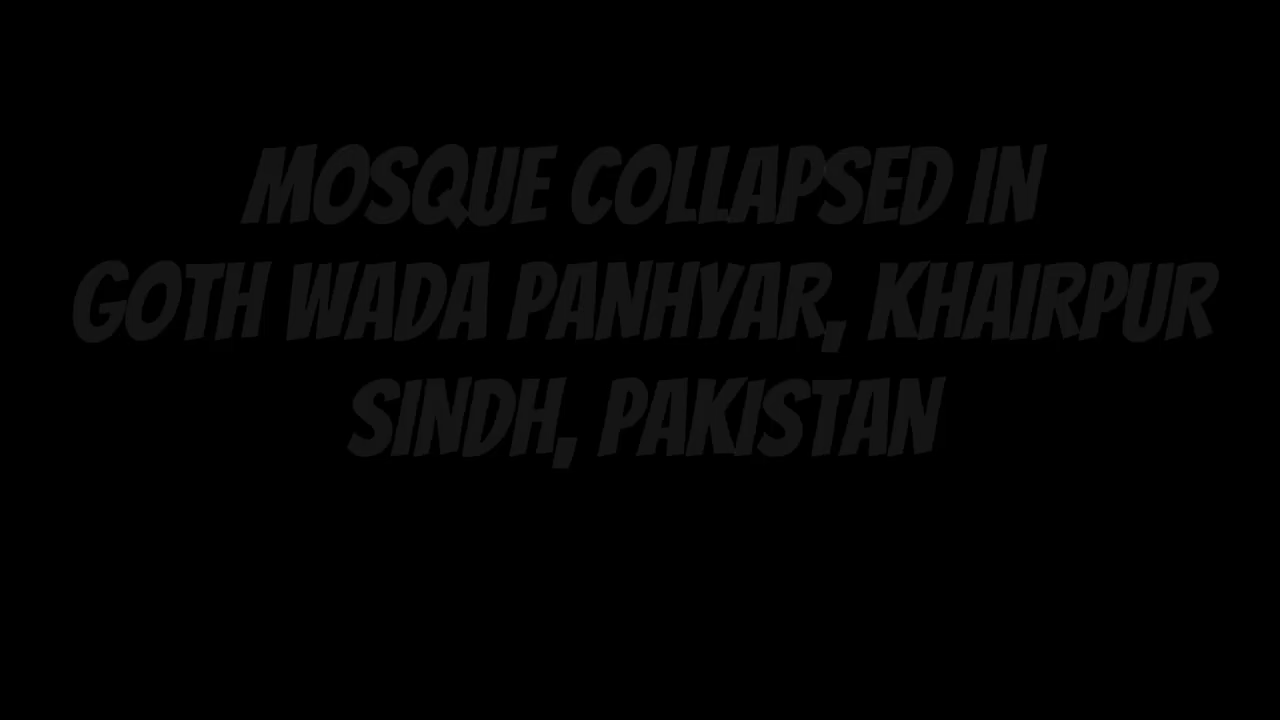 MOSQUE COLLAPSED IN
GOTH WADA PANHYAR, KHAIRPUR
SINDH, PAKISTAN